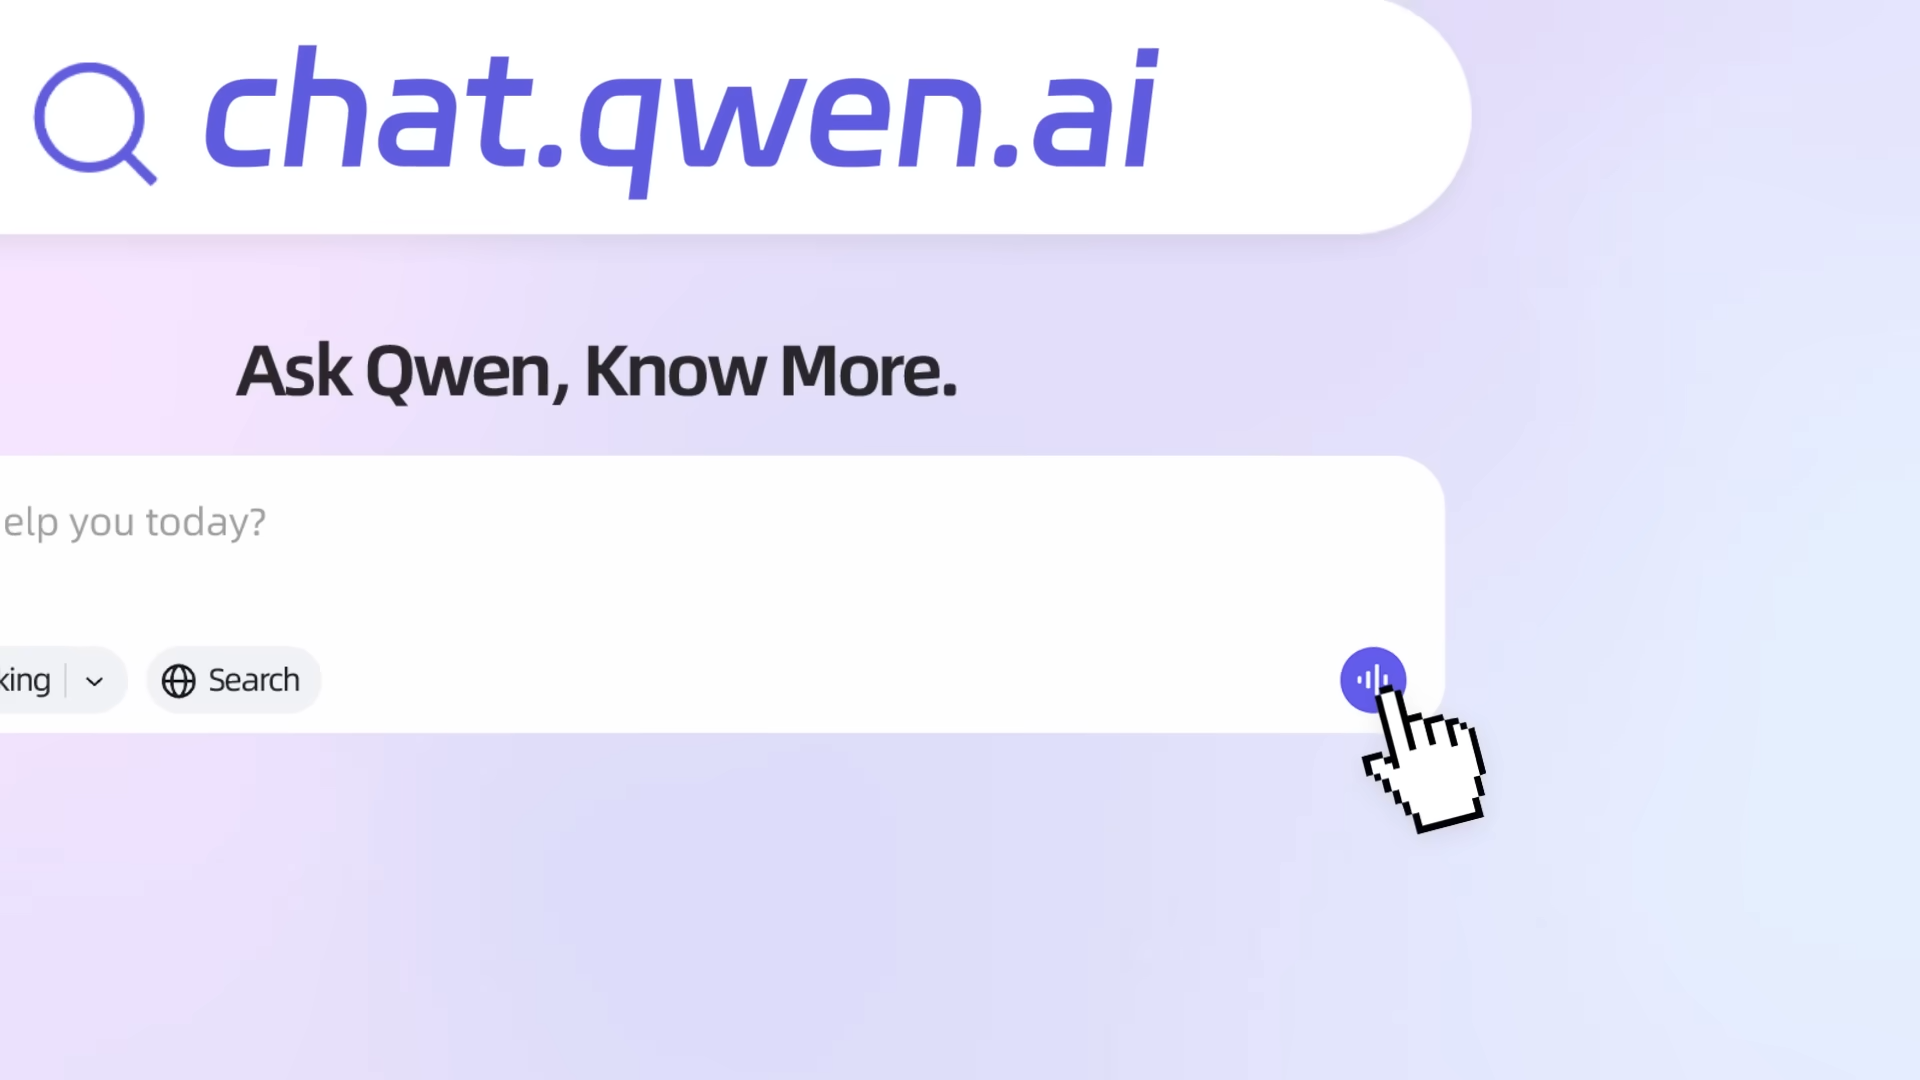 chat.qwen.ai
Ask Qwen, Know More.
elp you today?
king
Search